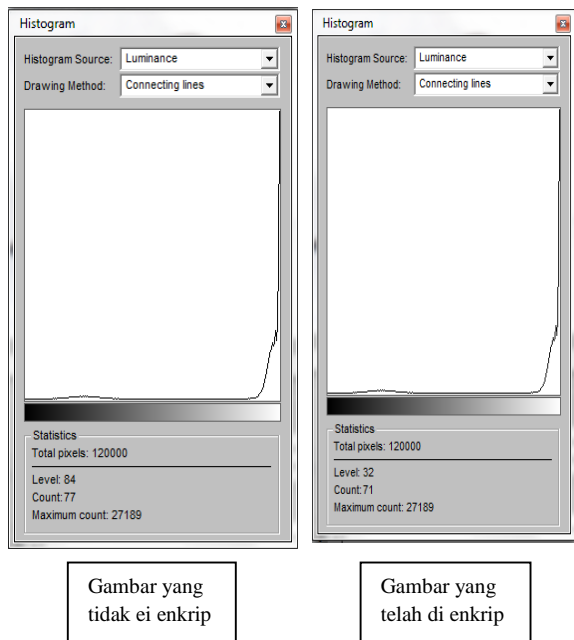 Histogram
Histogram Source: Luminance
Drawing Method: Connecting lines
Statistics
Total pixels: 120000
Level: 84
Count: 77
Maximum count: 27189
Gambar yang
tidak ei enkrip
Histogram
Histogram Source: Luminance
Drawing Method: Connecting lines
Statistics
Total pixels: 120000
Level: 32
Count: 71
Maximum count: 27189
Gambar yang
telah di enkrip